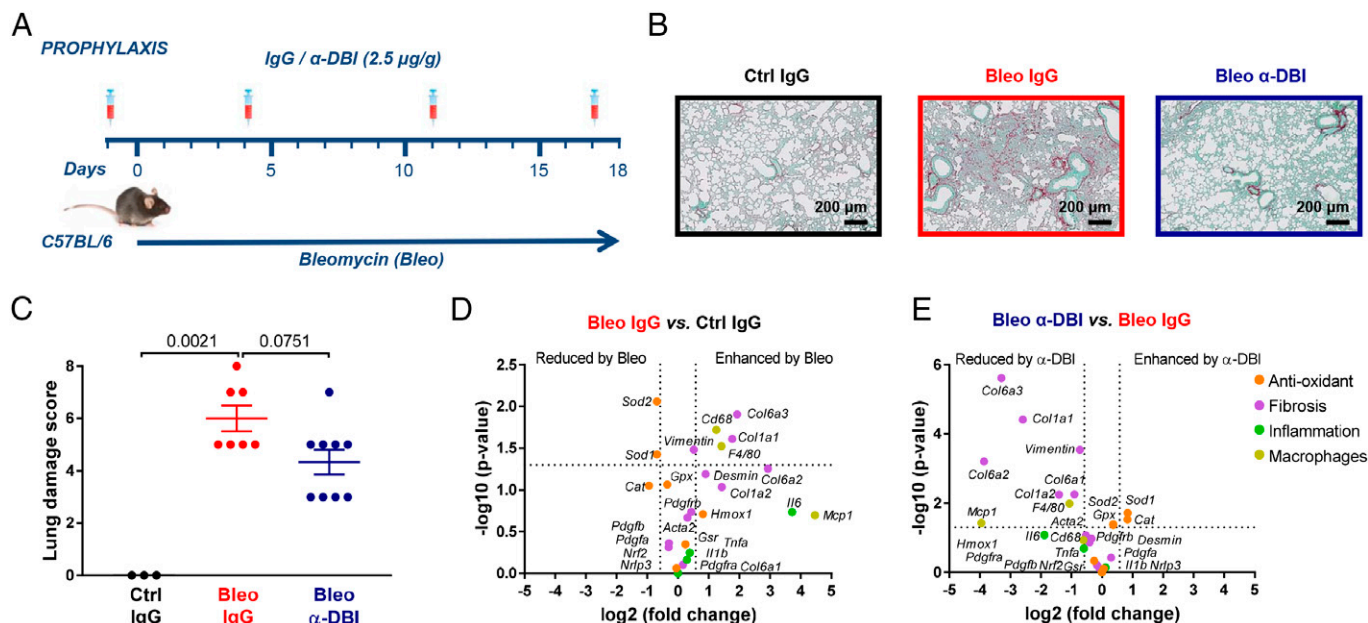 A
PROPHYLAXIS
IgG / α-DBI (2.5 µg/g)
Days
0
5
10
15
18
C57BL/6
Bleomycin (Bleo)
B
Ctrl IgG
Bleo IgG
Bleo α-DBI
200 µm
200 µm
200 µm
C
0.0021
0.0751
Lung damage score
8
6
4
2
0
Ctrl
IgG
Bleo
IgG
Bleo
α-DBI
D
Bleo IgG vs. Ctrl IgG
Reduced by Bleo
Enhanced by Bleo
-log10 (p-value)
2.5
2.0
1.5
1.0
0.5
0.0
Sod2
Col6a3
Cd68
Vimentin
Col1a1
Sod1
F4/80
Gpx
Desmin
Col6a2
Cat
Col1a2
Il6
Pdgfrb
Hmox1
Mcp1
Acta2
Pdgfb
Gsr
Tnfa
Pdgfa
Nrf2
Il1b
Nrlp3
Pdgfra
Col6a1
-5 -4 -3 -2 -1 0 1 2 3 4 5
log2 (fold change)
E
Bleo α-DBI vs. Bleo IgG
Reduced by α-DBI
Enhanced by α-DBI
-log10 (p-value)
6
4
2
0
Col6a3
Col1a1
Vimentin
Col6a2
Col6a1
Col1a2
Sod2
Sod1
F4/80
Gpx
Cat
Mcp1
Acta2
Il6
Cd68
Pdgfrb
Desmin
Hmox1
Tnfa
Pdgfa
Pdgfra
Pdgfb
Nrf2
Gsr
Il1b
Nrlp3
-5 -4 -3 -2 -1 0 1 2 3 4 5
log2 (fold change)
Anti-oxidant
Fibrosis
Inflammation
Macrophages